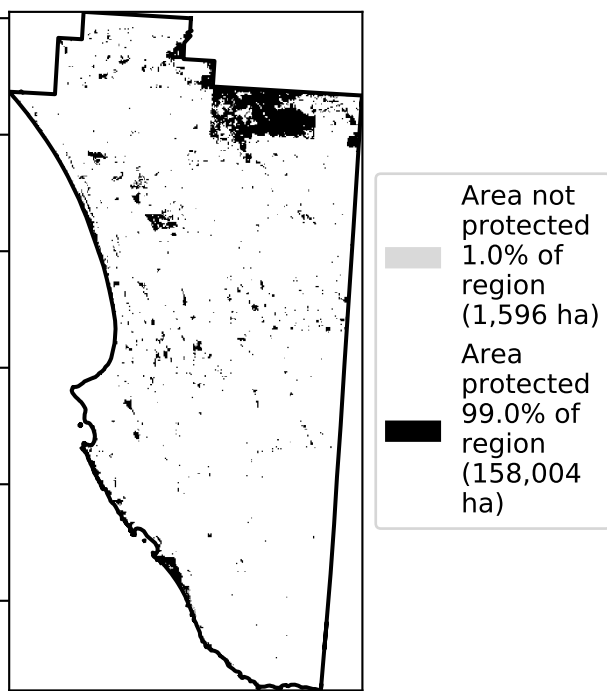 Area not
protected
1.0% of
region
(1,596 ha)
Area
protected
99.0% of
region
(158,004
ha)